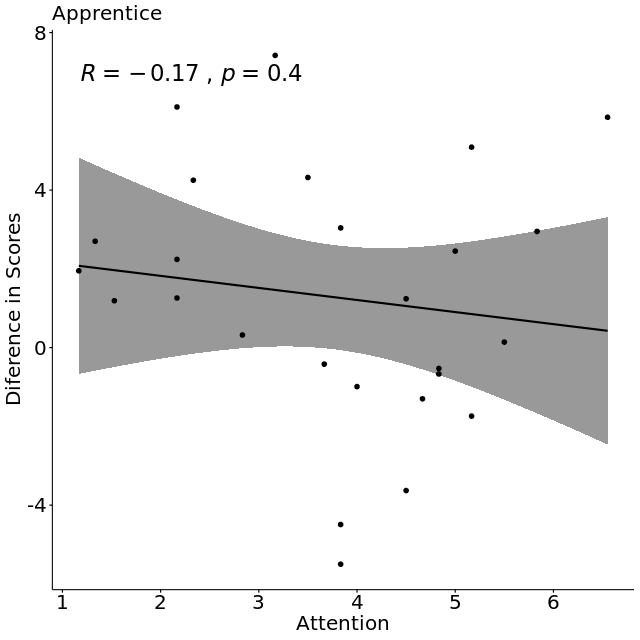 Apprentice
R = −0.17 , p = 0.4
8
4
0
-4
Diference in Scores
1 2 3 4 5 6
Attention